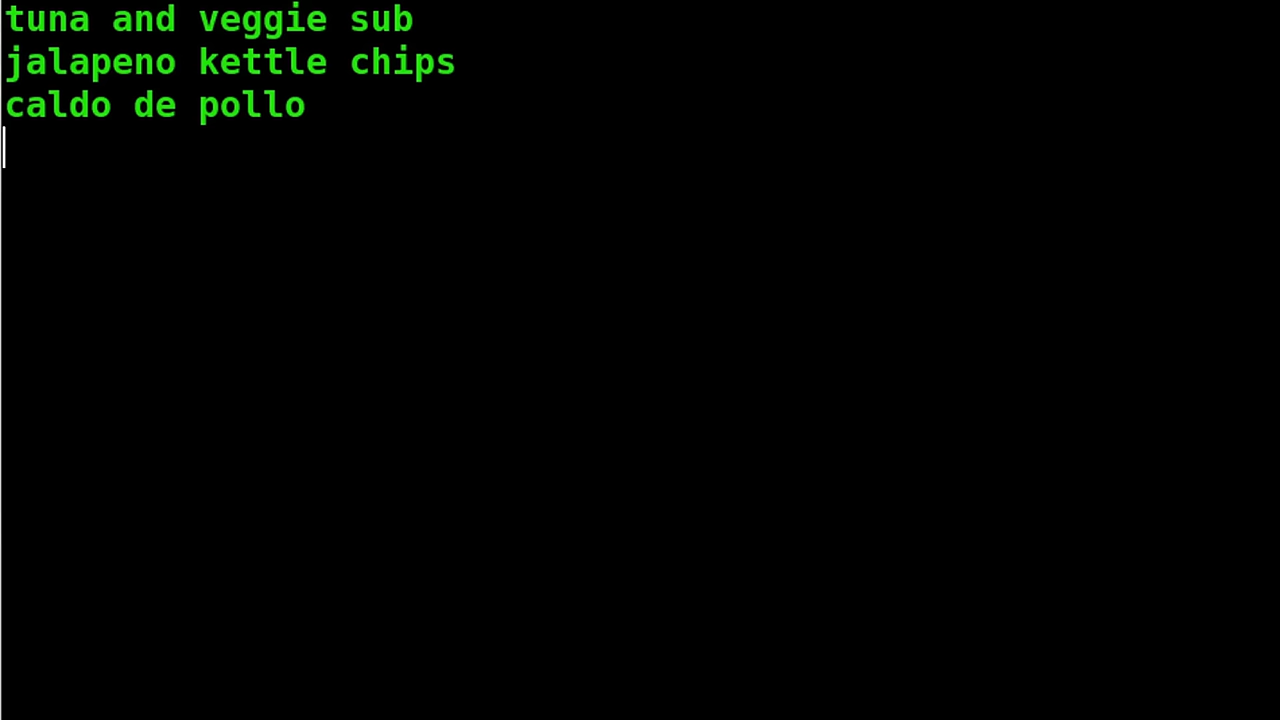 tuna and veggie sub
jalapeno kettle chips
caldo de pollo